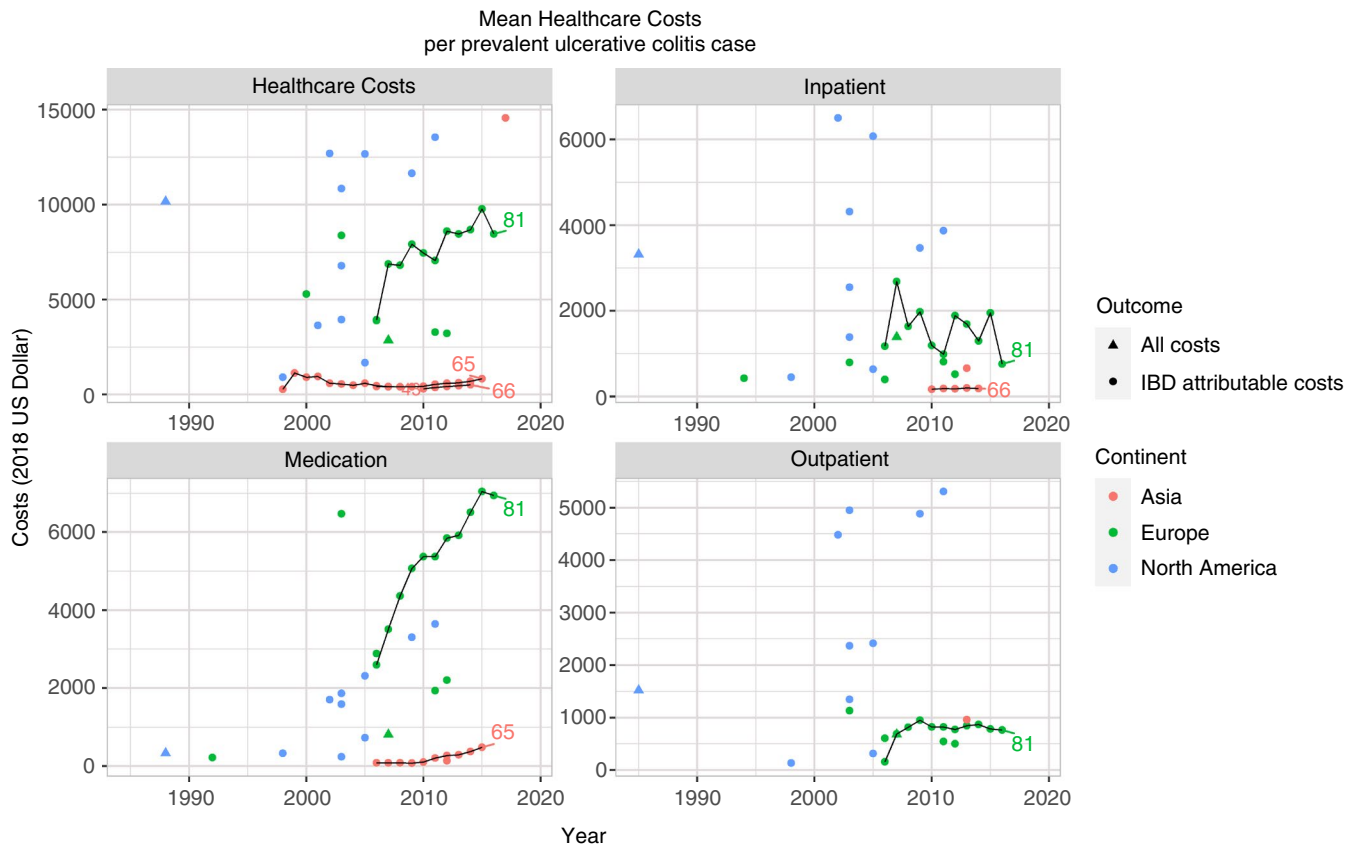 Mean Healthcare Costs
per prevalent ulcerative colitis case
Healthcare Costs
Inpatient
15000
10000
5000
0
81
65
66
1990
2000
2010
2020
6000
4000
2000
0
81
66
1990
2000
2010
2020
Costs (2018 US Dollar)
Medication
Outpatient
6000
4000
2000
0
81
65
1990
2000
2010
2020
5000
4000
3000
2000
1000
0
81
1990
2000
2010
2020
Year
Outcome
All costs
IBD attributable costs
Continent
Asia
Europe
North America